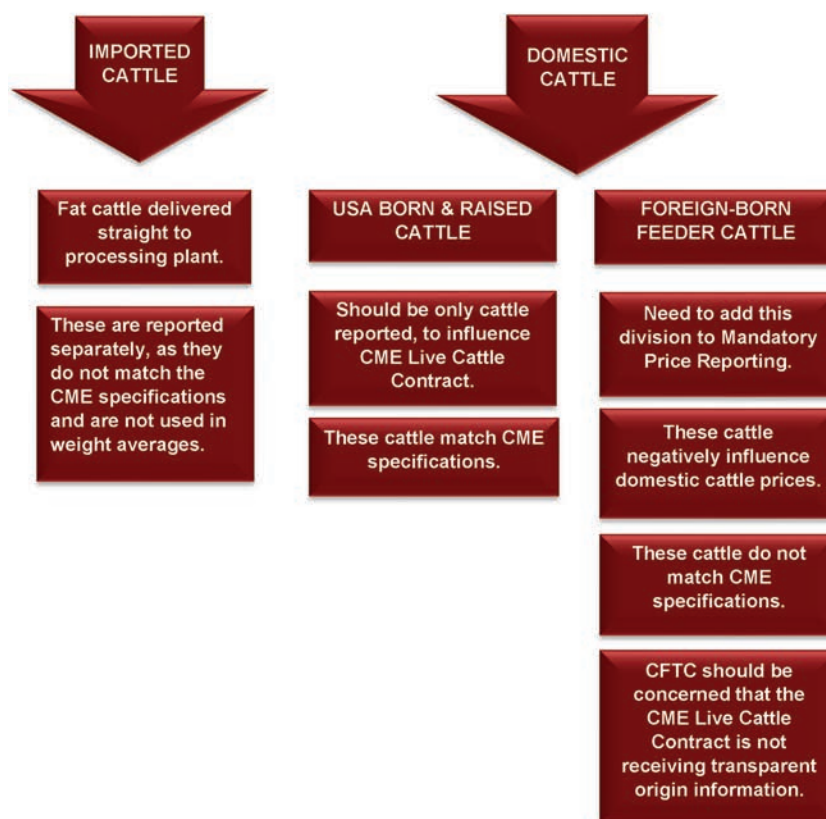 IMPORTED
CATTLE
Fat cattle delivered
straight to
processing plant.
These are reported
separately, as they
do not match the
CME specifications
and are not used in
weight averages.
DOMESTIC
CATTLE
USA BORN & RAISED
CATTLE
Should be only cattle
reported, to influence
CME Live Cattle
Contract.
These cattle match CME
specifications.
FOREIGN-BORN
FEEDER CATTLE
Need to add this
division to Mandatory
Price Reporting.
These cattle
negatively influence
domestic cattle prices.
These cattle do not
match CME
specifications.
CFTC should be
concerned that the
CME Live Cattle
Contract is not
receiving transparent
origin information.